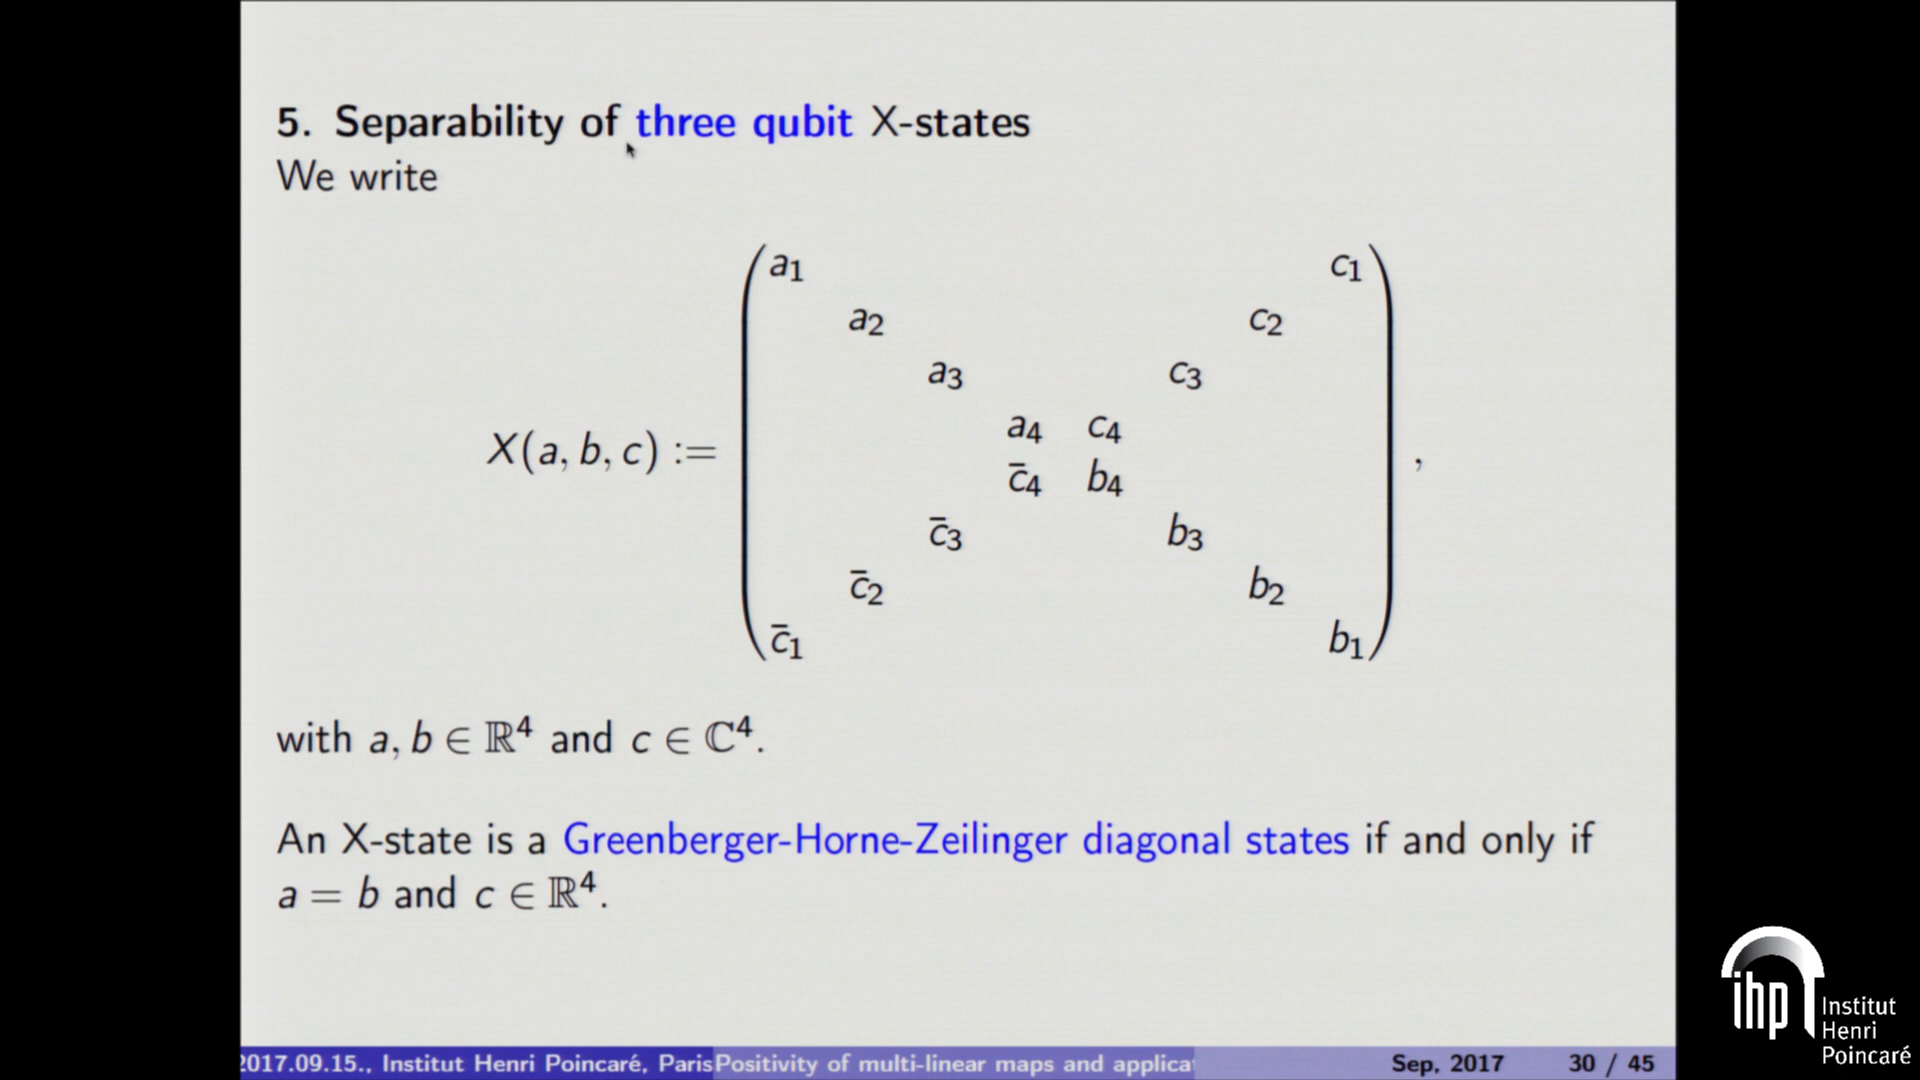 5. Separability of three qubit X-states
We write
a₁ c₁
a₂ c₂
a₃ c₃
a₄ c₄
X(a, b, c) :=
c̄₄ b₄ ,
c̄₃ b₃
c̄₂ b₂
c̄₁ b₁
with a, b ∈ ℝ⁴ and c ∈ ℂ⁴.
An X-state is a Greenberger-Horne-Zeilinger diagonal states if and only if
a = b and c ∈ ℝ⁴.
2017.09.15., Institut Henri Poincaré, Paris Positivity of multi-linear maps and Sep, 2017 30 / 45
ihp Institut
Henri
Poincaré